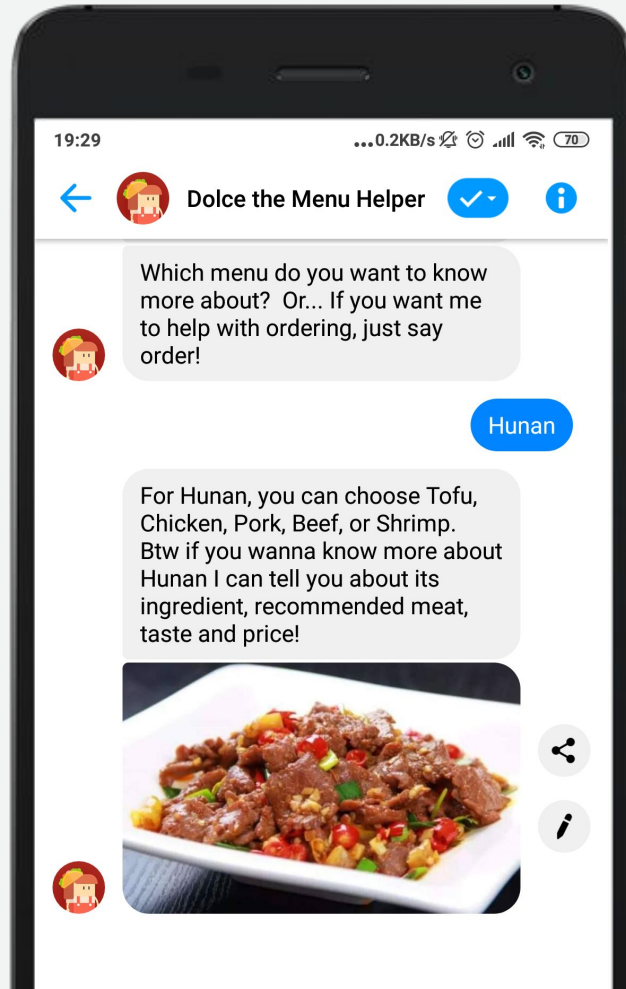 19:29
...0.2KB/s
70
Dolce the Menu Helper
Which menu do you want to know
more about? Or... If you want me
to help with ordering, just say
order!
Hunan
For Hunan, you can choose Tofu,
Chicken, Pork, Beef, or Shrimp.
Btw if you wanna know more about
Hunan I can tell you about its
ingredient, recommended meat,
taste and price!